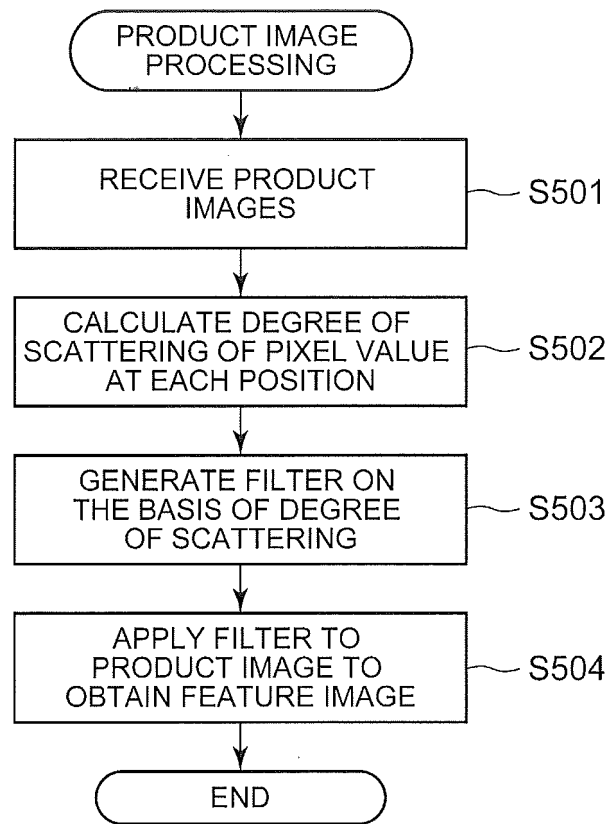 PRODUCT IMAGE
PROCESSING
RECEIVE PRODUCT
IMAGES
S501
CALCULATE DEGREE OF
SCATTERING OF PIXEL VALUE
AT EACH POSITION
S502
GENERATE FILTER ON
THE BASIS OF DEGREE
OF SCATTERING
S503
APPLY FILTER TO
PRODUCT IMAGE TO
OBTAIN FEATURE IMAGE
S504
END